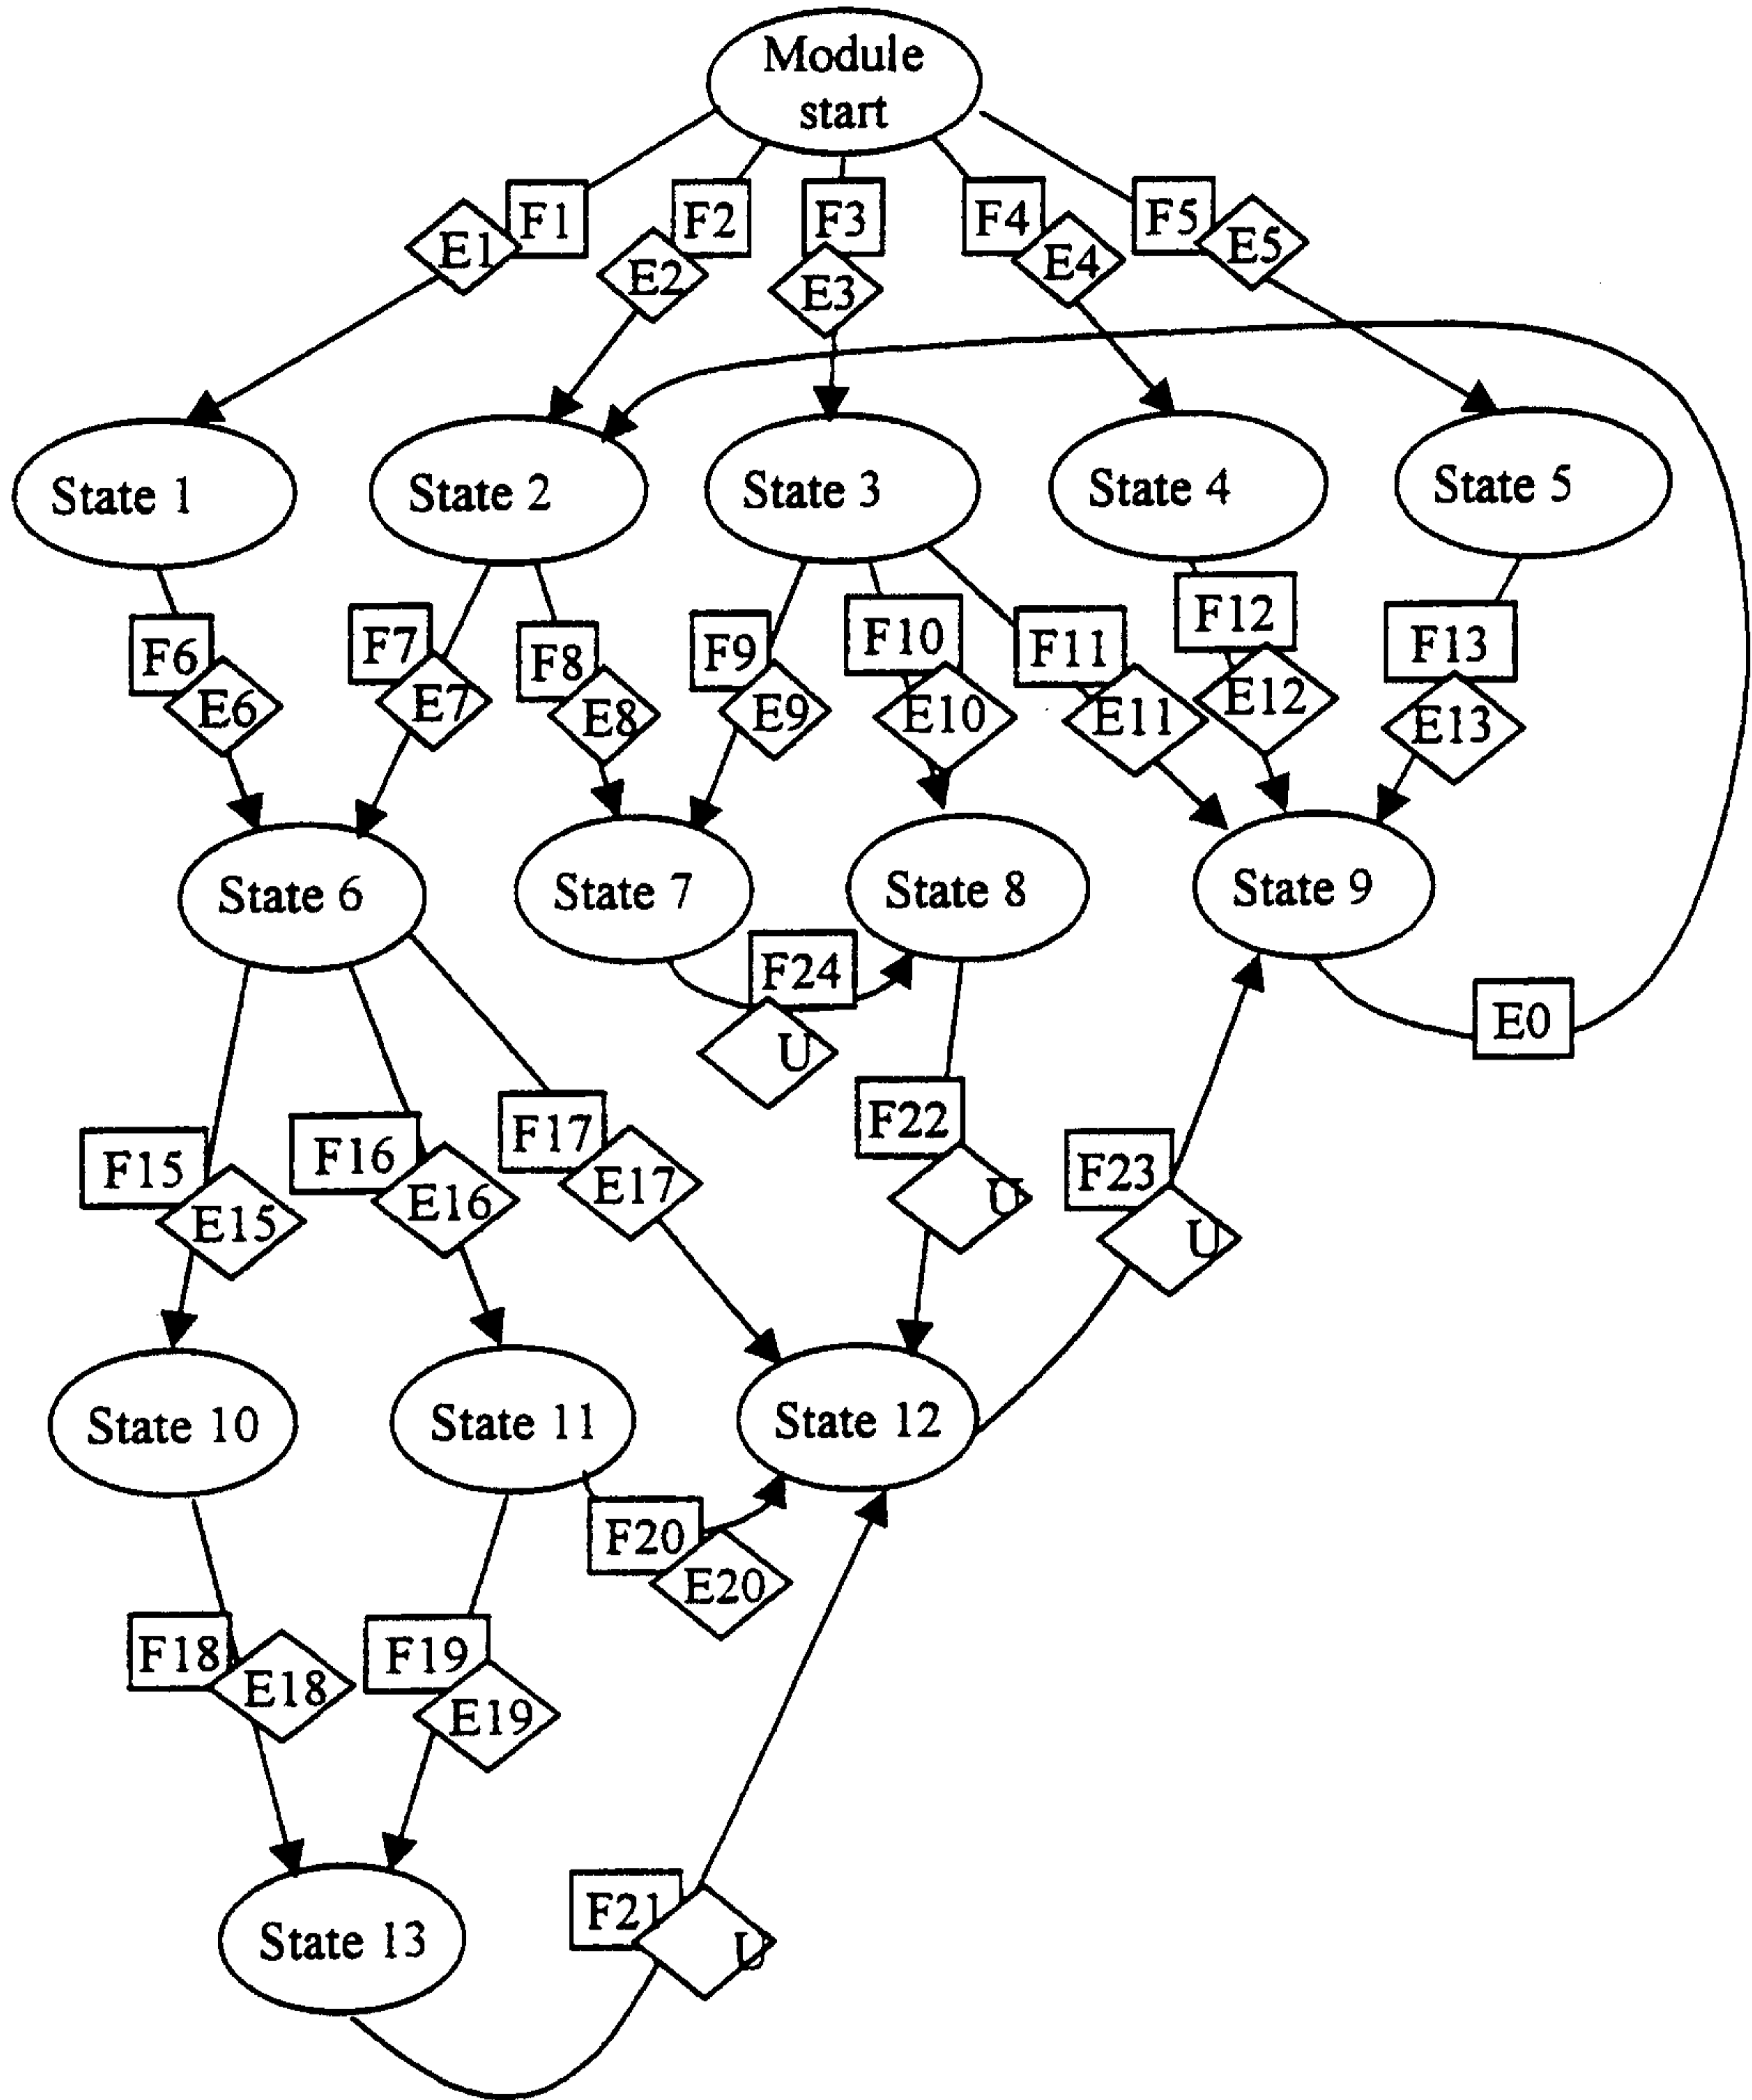 Module
start
F1
F2
F3
F4
F5
E1
E2
E3
E4
E5
State 1
State 2
State 3
State 4
State 5
F6
F7
F8
F9
F10
F11
F12
F13
E6
E7
E8
E9
E10
E11
E12
E13
State 6
State 7
State 8
State 9
F24
U
E0
F15
F16
F17
F22
F23
E15
E16
E17
U
U
State 10
State 11
State 12
F20
E20
F18
F19
E18
E19
State 13
F21
U